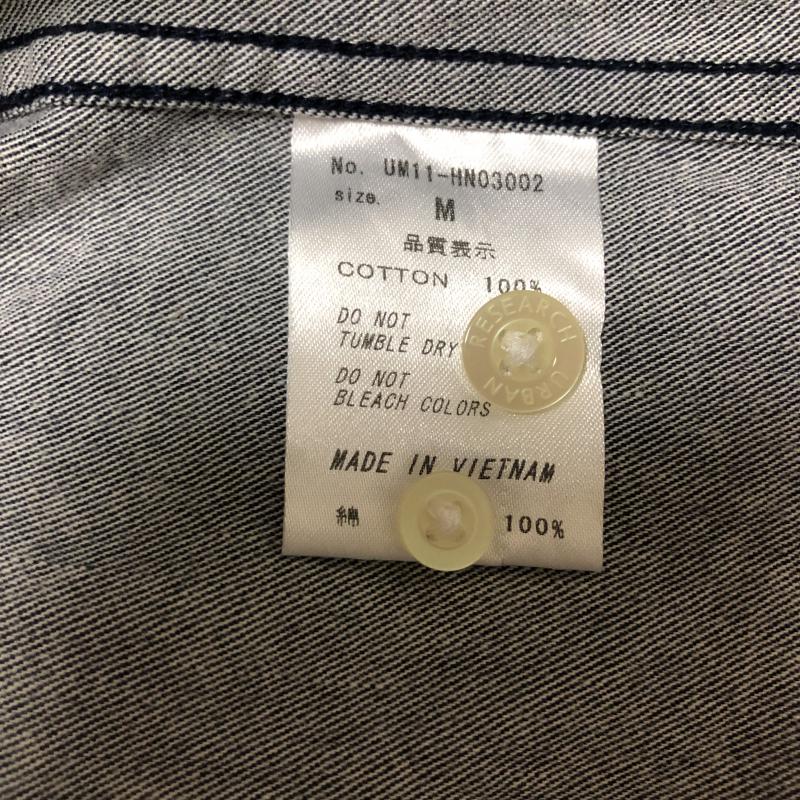 No. UM11-HN03002
size. M
品質表示
COTTON 100%
DO NOT
TUMBLE DRY
URBAN RESEARCH
DO NOT
BLEACH COLORS
MADE IN VIETNAM
綿 100%